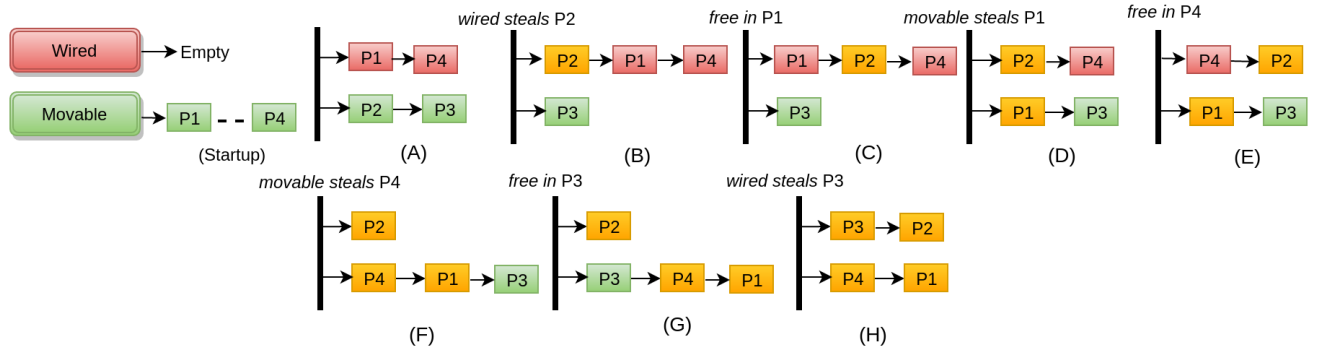 Wired
Empty
Movable
P1
P4
(Startup)
P1 P4
P2 P3
(A)
wired steals P2
P2 P1 P4
P3
(B)
free in P1
P1 P2 P4
P3
(C)
movable steals P1
P2 P4
P1 P3
(D)
free in P4
P4 P2
P1 P3
(E)
movable steals P4
P2
P4 P1 P3
(F)
free in P3
P2
P3 P4 P1
(G)
wired steals P3
P3 P2
P4 P1
(H)